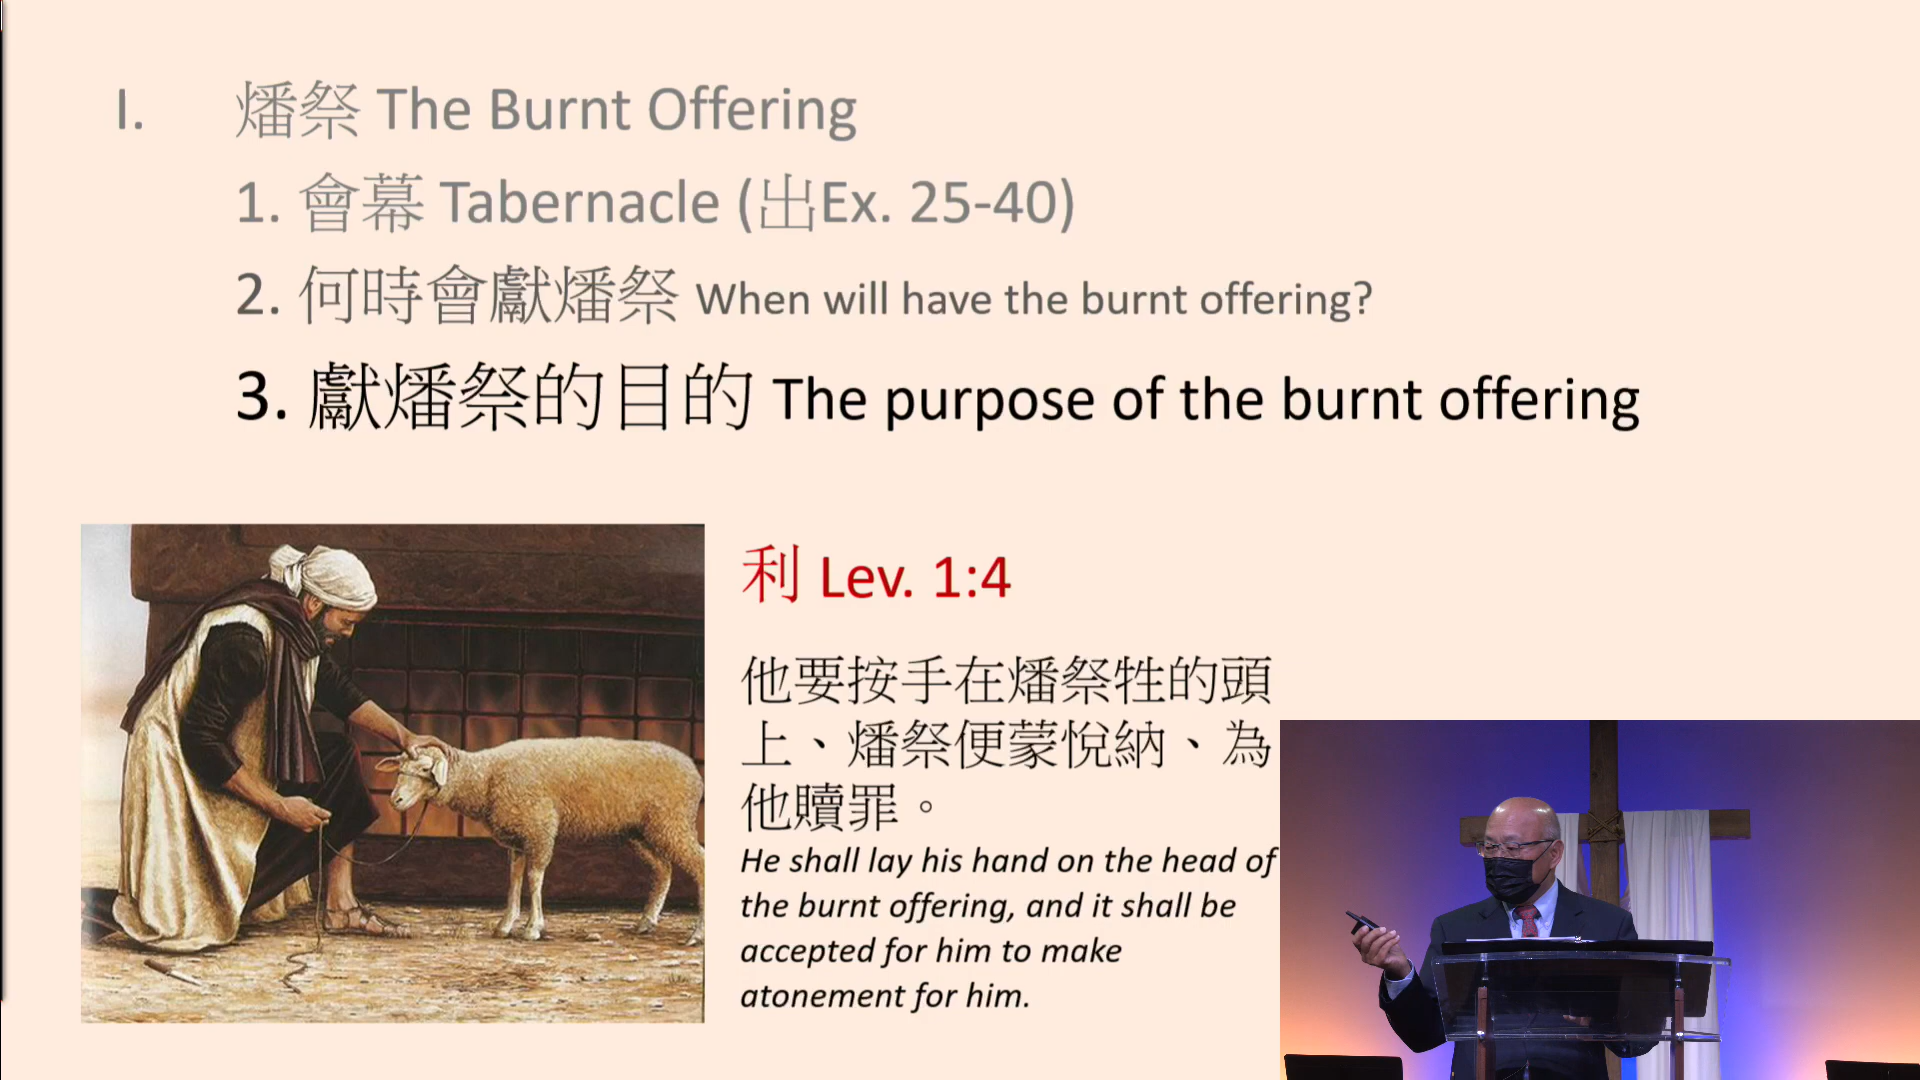 I. 燔祭 The Burnt Offering
1. 會幕 Tabernacle (出Ex. 25-40)
2. 何時會獻燔祭 When will have the burnt offering?
3. 獻燔祭的目的 The purpose of the burnt offering
利 Lev. 1:4
他要按手在燔祭牲的頭
上、燔祭便蒙悅納、為
他贖罪。
He shall lay his hand on the head of
the burnt offering, and it shall be
accepted for him to make
atonement for him.